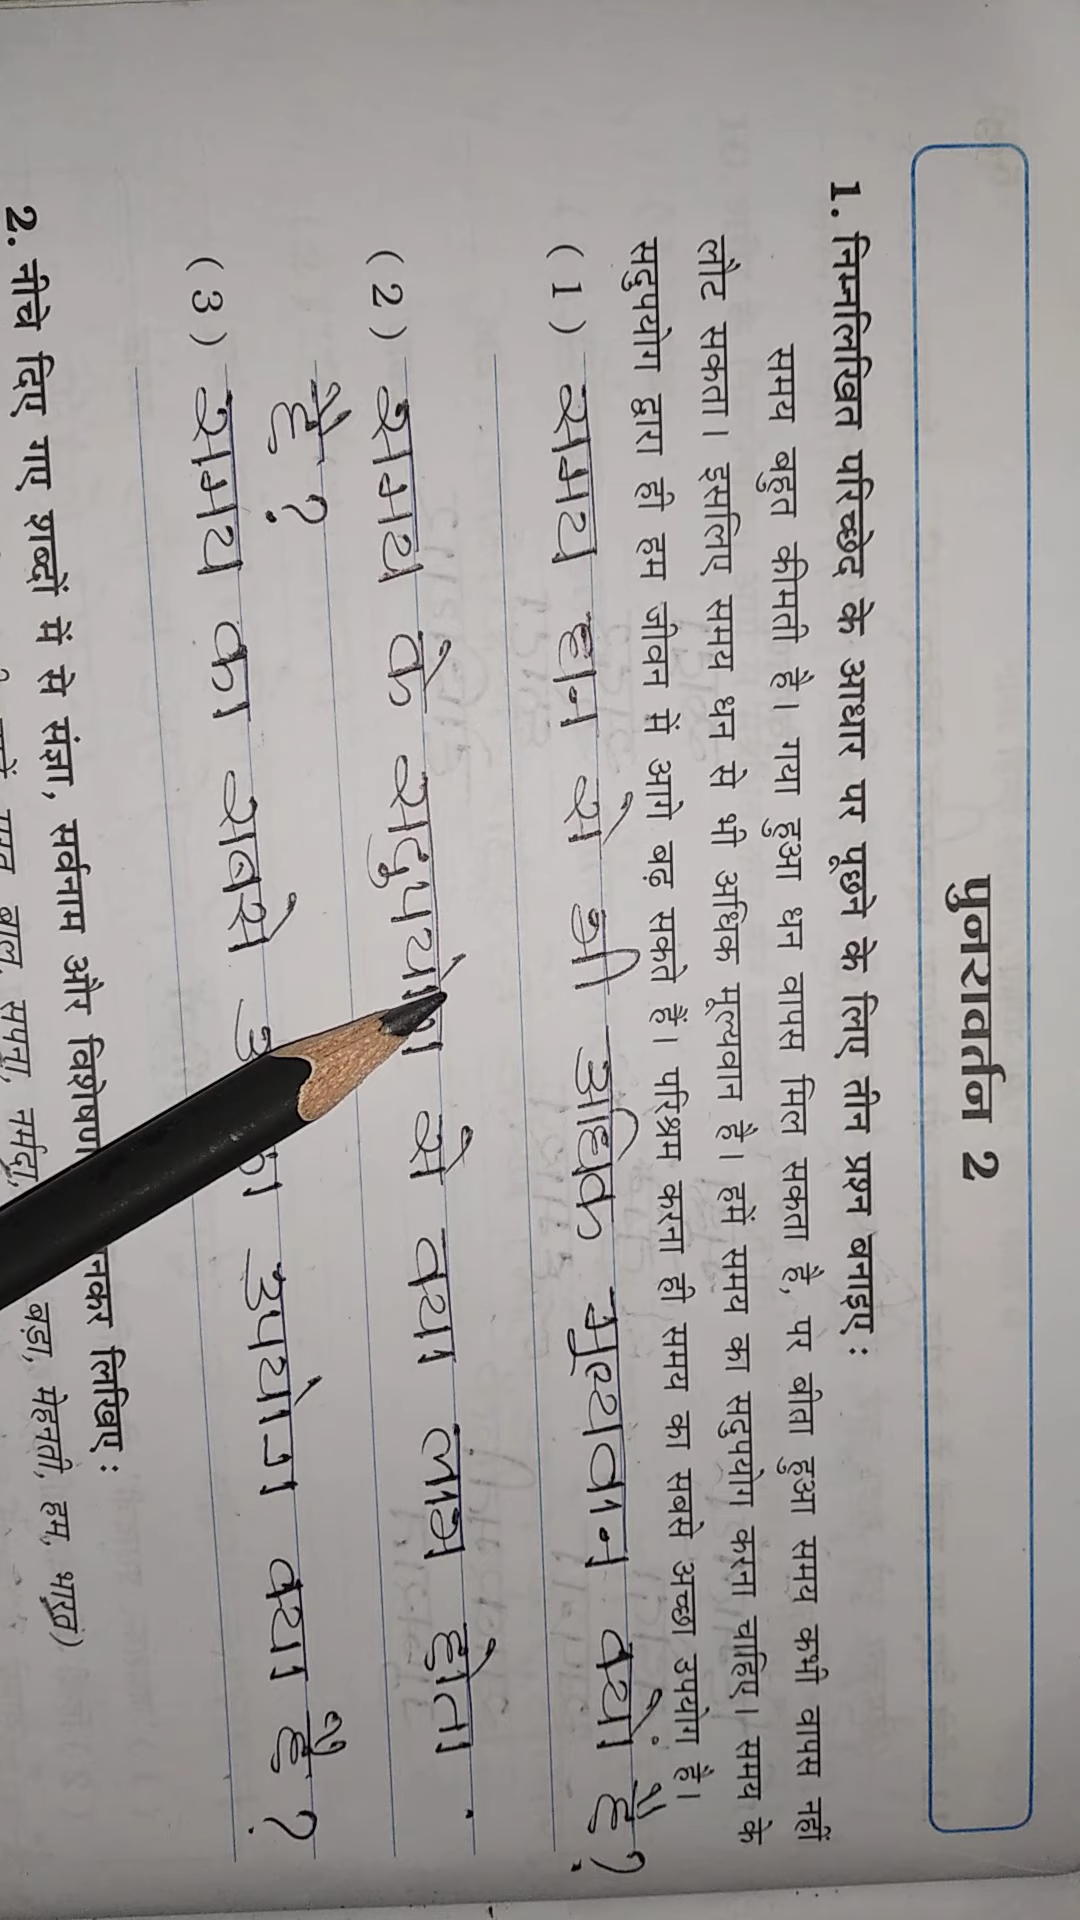 पुनरावर्तन 2
1. निम्नलिखित परिच्छेद के आधार पर पूछने के लिए तीन प्रश्न बनाइए :
समय बहुत कीमती है। गया हुआ धन वापस मिल सकता है, पर बीता हुआ समय कभी वापस नहीं
लौट सकता। इसलिए समय धन से भी अधिक मूल्यवान है। हमें समय का सदुपयोग करना चाहिए। समय के
सदुपयोग द्वारा ही हम जीवन में आगे बढ़ सकते हैं। परिश्रम करना ही समय का सबसे अच्छा उपयोग है।
(1) समय धन से भी अधिक मुल्यवान क्यों है?
(2) समय के सदुपयोग से क्या लाभ होता
है?
(3) समय का सबसे उपयोग क्या है?
2. नीचे दिए गए शब्दों में से संज्ञा, सर्वनाम और विशेषण लिखिए :
बाल, सपना, नर्मदा, बड़ा, मेहनती, हम, भारत)